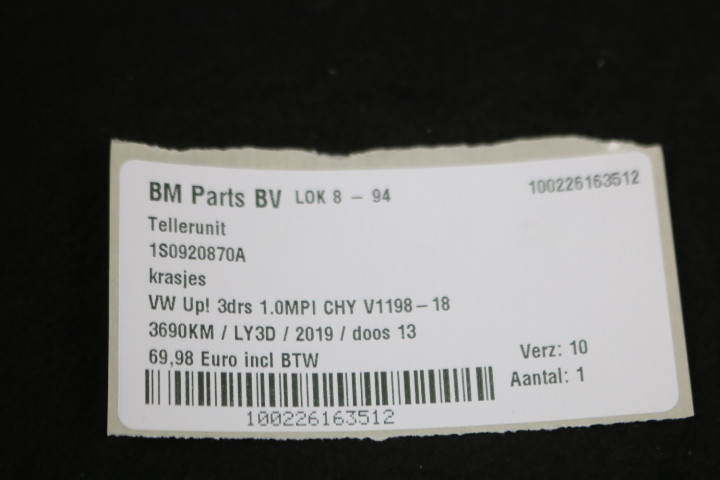 BM Parts BV LOK 8 - 94 100226163512
Tellerunit
1S0920870A
krasjes
VW Up! 3drs 1.0MPI CHY V1198-18
3690KM / LY3D / 2019 / doos 13
69,98 Euro incl BTW Verz: 10
Aantal: 1
100226163512